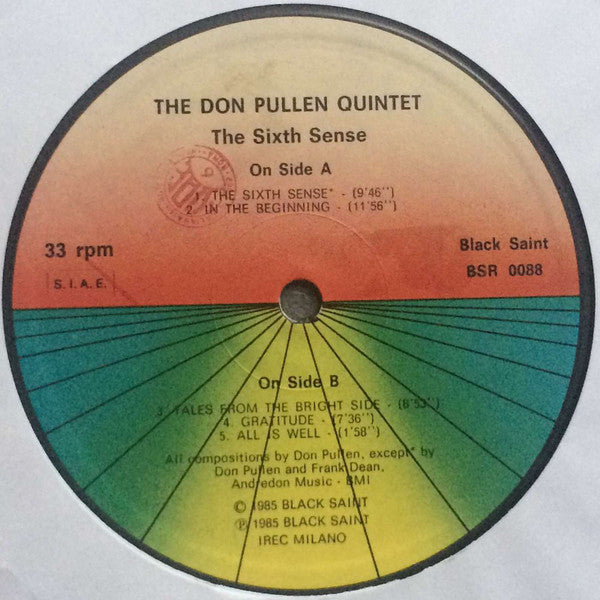 THE DON PULLEN QUINTET
The Sixth Sense
On Side A
1. THE SIXTH SENSE* - (9'46'')
2. IN THE BEGINNING - (11'56'')
33 rpm
S.I.A.E.
Black Saint
BSR 0088
On Side B
3. TALES FROM THE BRIGHT SIDE - (8'53'')
4. GRATITUDE - (7'36'')
5. ALL IS WELL - (1'58'')
All compositions by Don Pullen, except* by
Don Pullen and Frank Dean,
Andredon Music - BMI
© 1985 BLACK SAINT
℗ 1985 BLACK SAINT
IREC MILANO